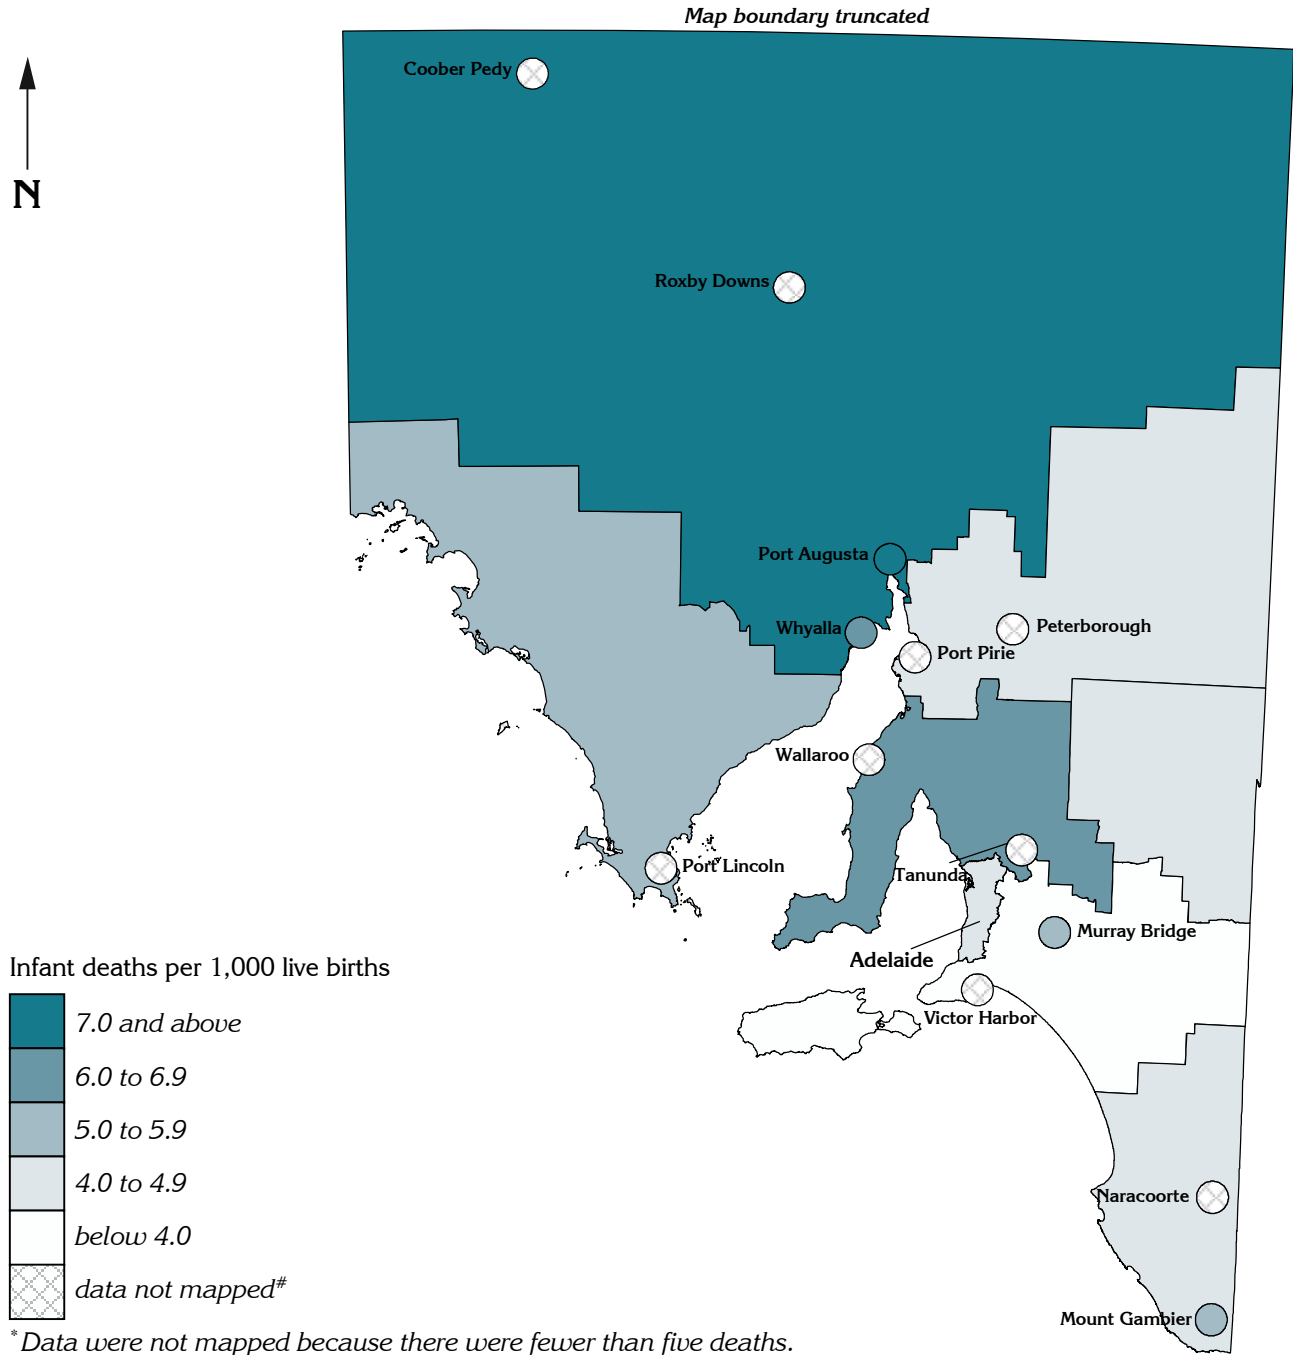 Map boundary truncated
Coober Pedy
N
Roxby Downs
Port Augusta
Whyalla
Peterborough
Port Pirie
Wallaroo
Port Lincoln
Tanunda
Murray Bridge
Adelaide
Victor Harbor
Infant deaths per 1,000 live births
7.0 and above
6.0 to 6.9
5.0 to 5.9
4.0 to 4.9
below 4.0
data not mapped#
Naracoorte
Mount Gambier
*Data were not mapped because there were fewer than five deaths.